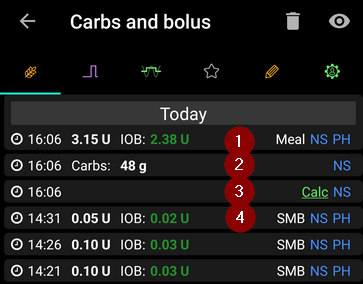 Carbs and bolus
Today
16:06 3.15 U IOB: 2.38 U 1 Meal NS PH
16:06 Carbs: 48 g 2 NS
16:06 3 Calc NS
14:31 0.05 U IOB: 0.02 U 4 SMB NS PH
14:26 0.10 U IOB: 0.03 U SMB NS PH
14:21 0.10 U IOB: 0.03 U SMB NS PH